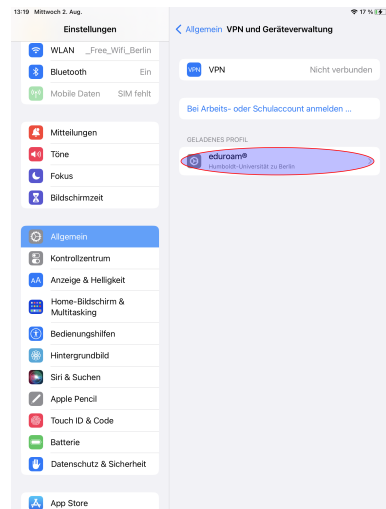 13:19 Mittwoch 2. Aug.
17 %
Einstellungen
WLAN _Free_Wifi_Berlin
Bluetooth Ein
Mobile Daten SIM fehlt
Mitteilungen
Töne
Fokus
Bildschirmzeit
Allgemein
Kontrollzentrum
AA Anzeige & Helligkeit
Home-Bildschirm &
Multitasking
Bedienungshilfen
Hintergrundbild
Siri & Suchen
Apple Pencil
Touch ID & Code
Batterie
Datenschutz & Sicherheit
App Store
Allgemein VPN und Geräteverwaltung
VPN VPN Nicht verbunden
Bei Arbeits- oder Schulaccount anmelden ...
GELADENES PROFIL
eduroam®
Humboldt-Universität zu Berlin